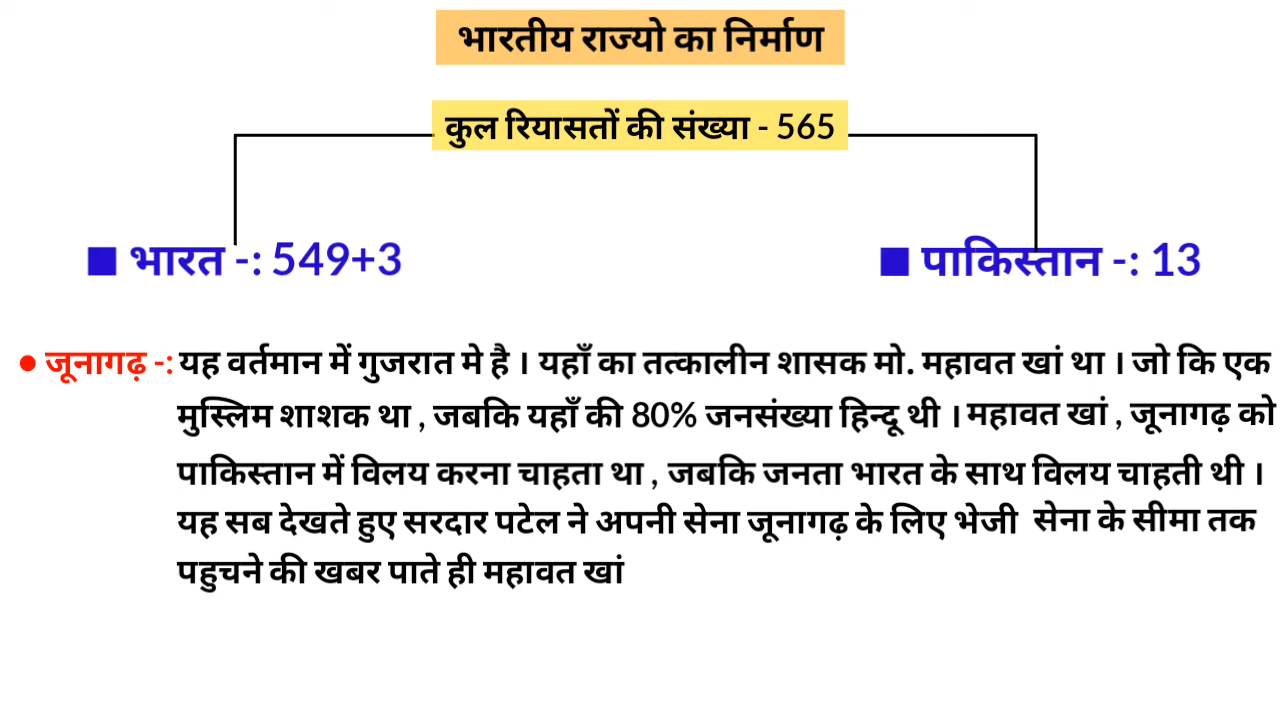 भारतीय राज्यो का निर्माण
कुल रियासतों की संख्या - 565
■ भारत -: 549+3
■ पाकिस्तान -: 13
● जूनागढ़ -: यह वर्तमान में गुजरात मे है । यहाँ का तत्कालीन शासक मो. महावत खां था । जो कि एक
मुस्लिम शाशक था , जबकि यहाँ की 80% जनसंख्या हिन्दू थी । महावत खां , जूनागढ़ को
पाकिस्तान में विलय करना चाहता था , जबकि जनता भारत के साथ विलय चाहती थी ।
यह सब देखते हुए सरदार पटेल ने अपनी सेना जूनागढ़ के लिए भेजी सेना के सीमा तक
पहुचने की खबर पाते ही महावत खां